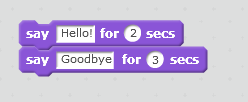 say Hello! for 2 secs
say Goodbye for 3 secs